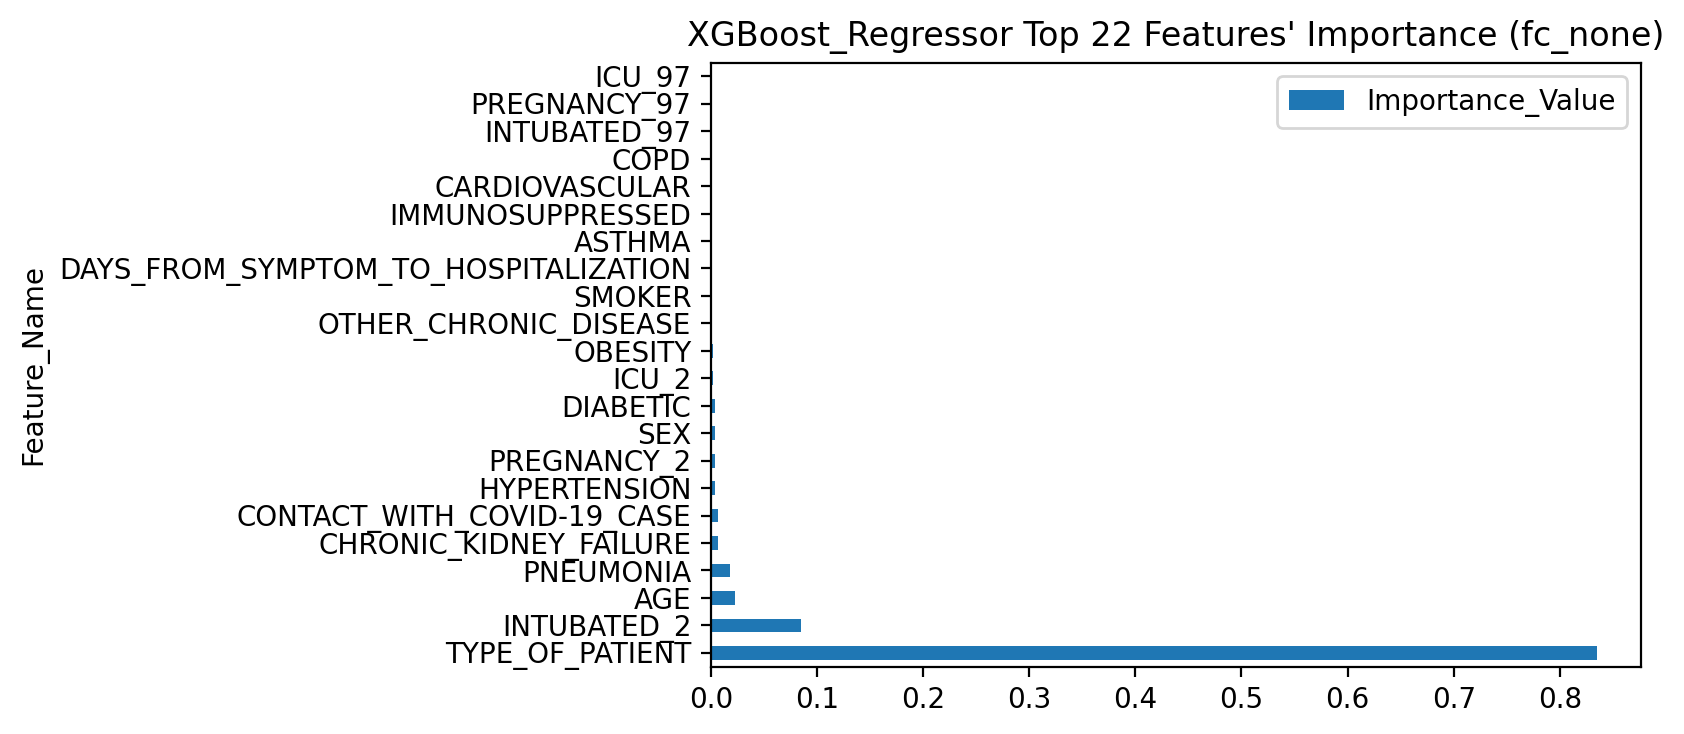 XGBoost_Regressor Top 22 Features' Importance (fc_none)
Importance_Value
Feature_Name
ICU_97
PREGNANCY_97
INTUBATED_97
COPD
CARDIOVASCULAR
IMMUNOSUPPRESSED
ASTHMA
DAYS_FROM_SYMPTOM_TO_HOSPITALIZATION
SMOKER
OTHER_CHRONIC_DISEASE
OBESITY
ICU_2
DIABETIC
SEX
PREGNANCY_2
HYPERTENSION
CONTACT_WITH_COVID-19_CASE
CHRONIC_KIDNEY_FAILURE
PNEUMONIA
AGE
INTUBATED_2
TYPE_OF_PATIENT
0.0 0.1 0.2 0.3 0.4 0.5 0.6 0.7 0.8